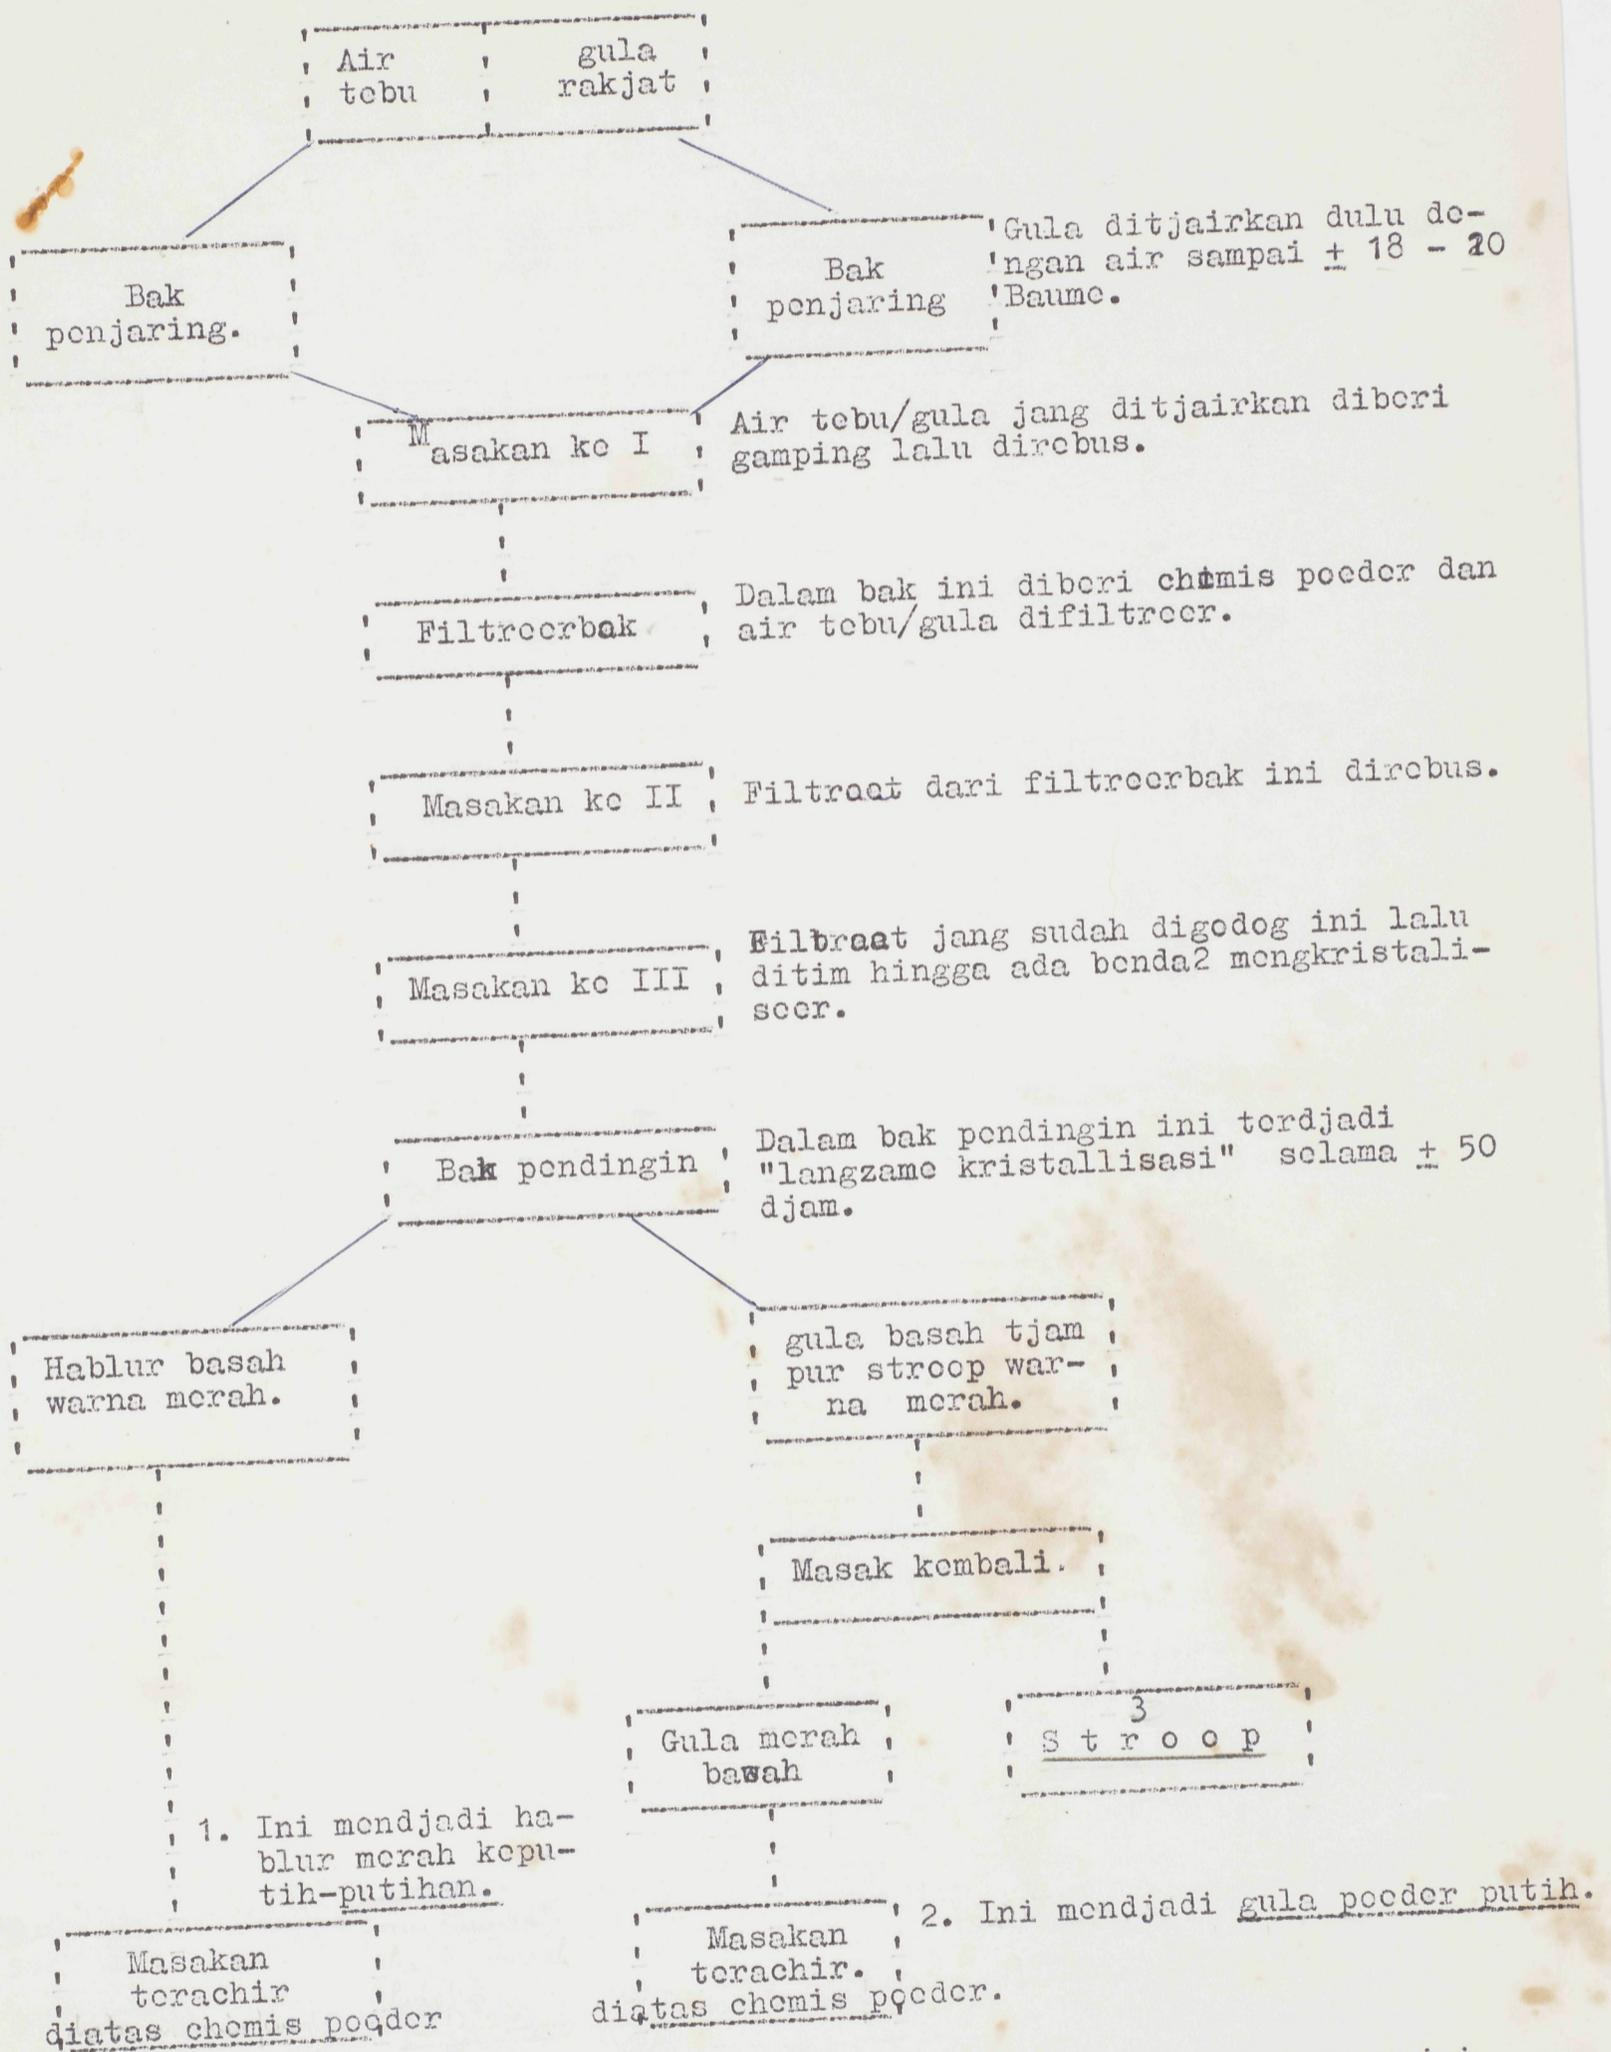 Air gula
tebu rakjat
Bak
penjaring.
Bak
penjaring
Gula ditjairkan dulu de-
ngan air sampai ± 18 - 20
Baume.
Masakan ke I
Air tebu/gula jang ditjairkan diberi
gamping lalu direbus.
Filtreerbak
Dalam bak ini diberi chemis poeder dan
air tebu/gula difiltreer.
Masakan ke II
Filtraat dari filtreerbak ini direbus.
Masakan ke III
Filtraat jang sudah digodog ini lalu
ditim hingga ada benda2 mengkristali-
seer.
Bak pendingin
Dalam bak pendingin ini terdjadi
"langzame kristallisasi" selama ± 50
djam.
Hablur basah
warna merah.
gula basah tjam
pur stroop war-
na merah.
Masak kembali.
Gula merah
bawah
3
Stroop
1. Ini mendjadi ha-
blur merah kepu-
tih-putihan.
Masakan
terachir
diatas chemis poeder
Masakan
terachir.
diatas chemis poeder.
2. Ini mendjadi gula poeder putih.